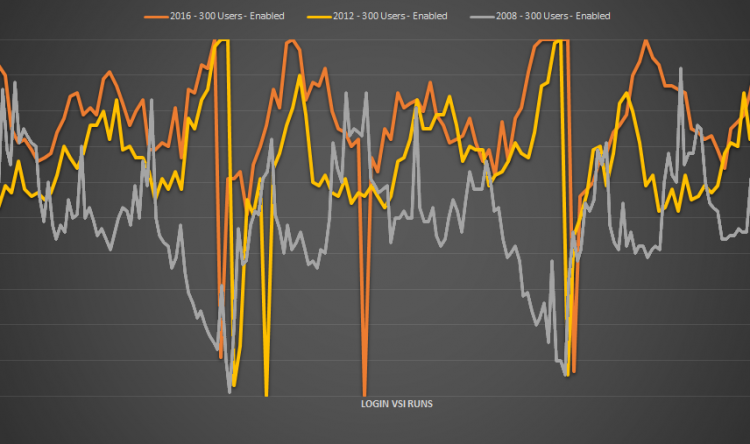 2016 - 300 Users - Enabled 2012 - 300 Users - Enabled 2008 - 300 Users - Enabled
LOGIN VSI RUNS